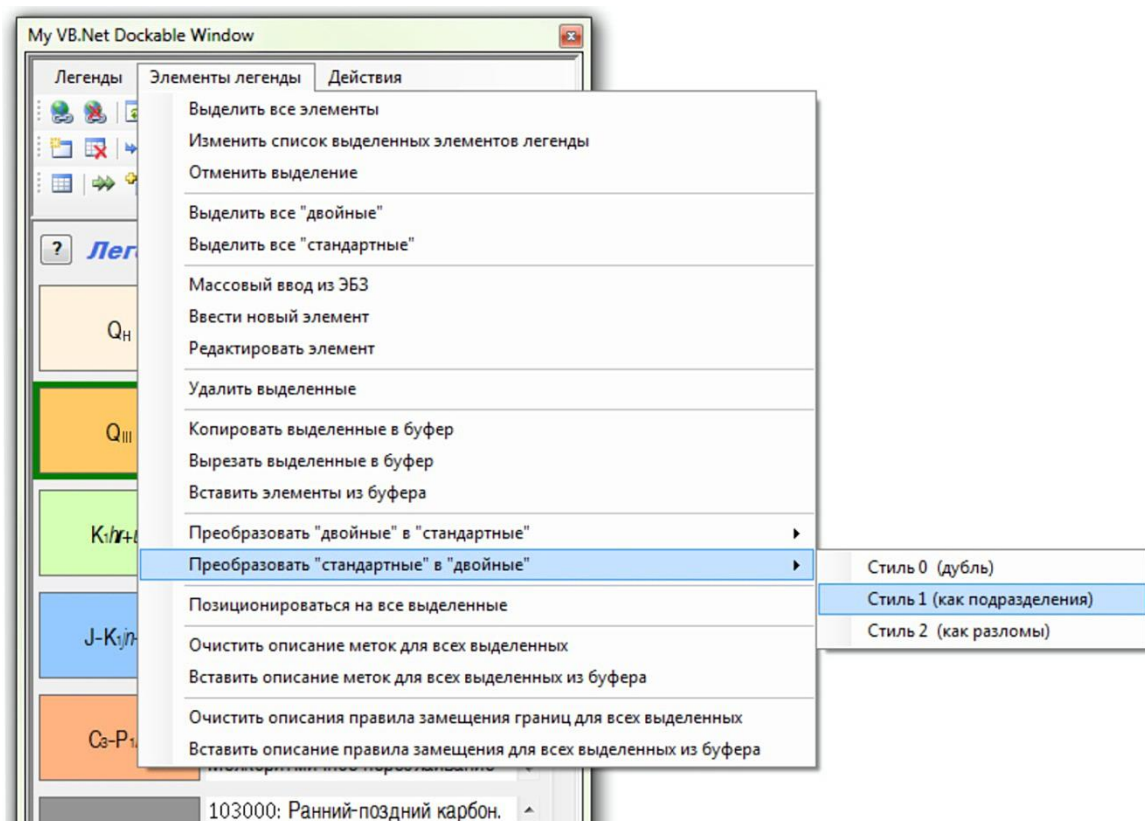 My VB.Net Dockable Window
Легенды Элементы легенды Действия
Выделить все элементы
Изменить список выделенных элементов легенды
Отменить выделение
Выделить все "двойные"
Выделить все "стандартные"
? Лег
Массовый ввод из ЭБЗ
Ввести новый элемент
QH
Редактировать элемент
Удалить выделенные
Копировать выделенные в буфер
QIII
Вырезать выделенные в буфер
Вставить элементы из буфера
Преобразовать "двойные" в "стандартные"
Преобразовать "стандартные" в "двойные"
Стиль 0 (дубль)
Стиль 1 (как подразделения)
Стиль 2 (как разломы)
Позиционироваться на все выделенные
Очистить описание меток для всех выделенных
Вставить описание меток для всех выделенных из буфера
Очистить описания правила замещения границ для всех выделенных
Вставить описание правила замещения для всех выделенных из буфера
103000: Ранний-поздний карбон.